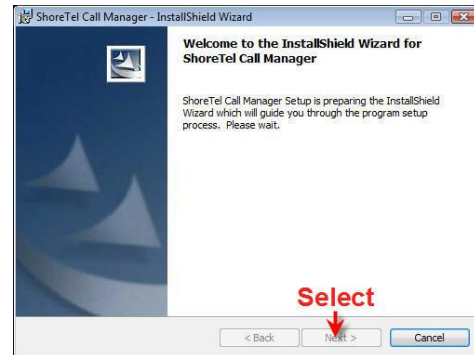 ShoreTel Call Manager - InstallShield Wizard
Welcome to the InstallShield Wizard for
ShoreTel Call Manager
ShoreTel Call Manager Setup is preparing the InstallShield
Wizard which will guide you through the program setup
process. Please wait.
Select
< Back Next > Cancel